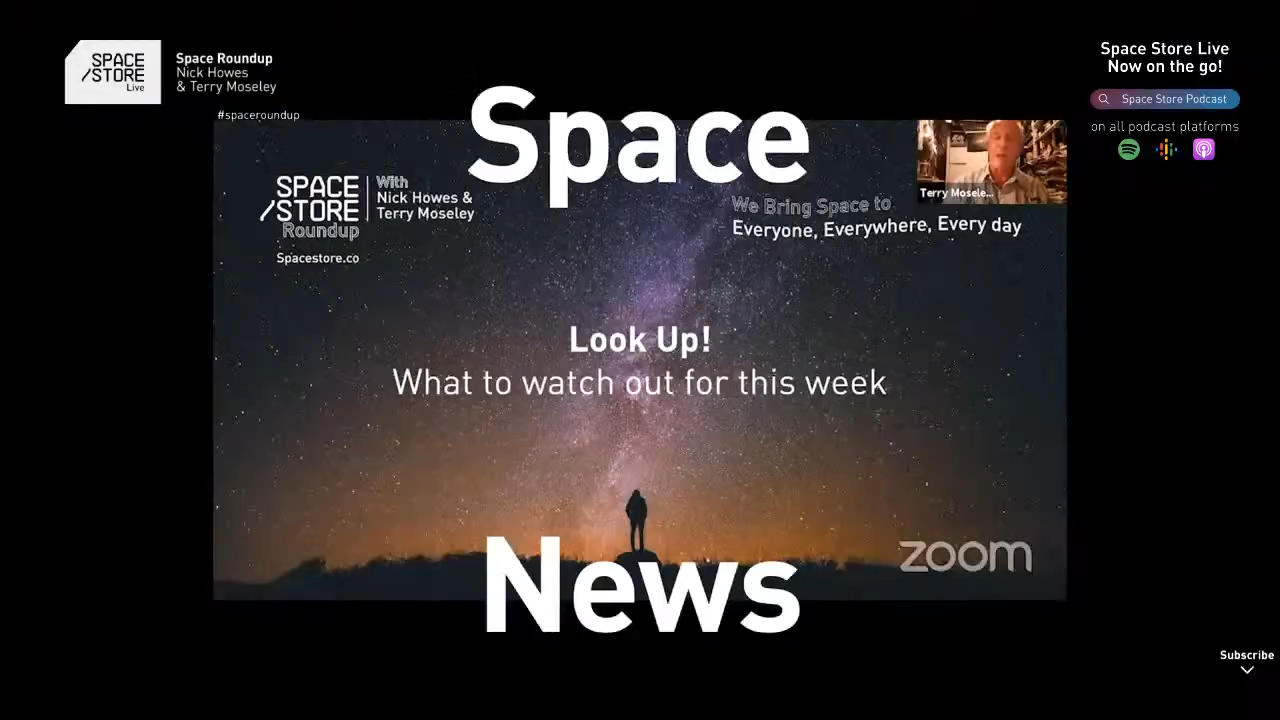 SPACE
/STORE
Live
Space Roundup
Nick Howes
& Terry Moseley
#spaceroundup
Space Store Live
Now on the go!
Space Store Podcast
on all podcast platforms
Space
SPACE
/STORE
Roundup
With
Nick Howes &
Terry Moseley
Spacestore.co
Terry Mosele...
We Bring Space to
Everyone, Everywhere, Every day
Look Up!
What to watch out for this week
zoom
News
Subscribe